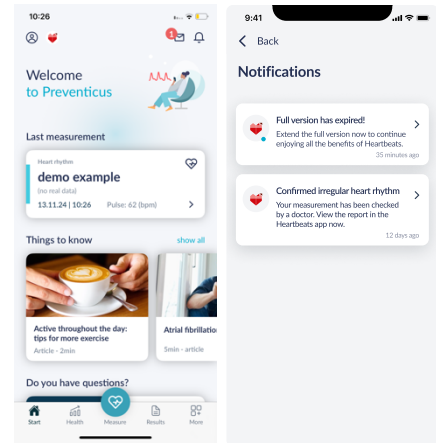 10:26
1
Welcome
to Preventicus
Last measurement
Heart rhythm
demo example
(no real data)
13.11.24 | 10:26 Pulse: 62 (bpm)
Things to know
show all
Active throughout the day:
tips for more exercise
Article - 2min
Atrial fibrillatio
5min - article
Do you have questions?
Start
Health
Measure
Results
More
9:41
Back
Notifications
Full version has expired!
Extend the full version now to continue
enjoying all the benefits of Heartbeats.
35 minutes ago
Confirmed irregular heart rhythm
Your measurement has been checked
by a doctor. View the report in the
Heartbeats app now.
12 days ago